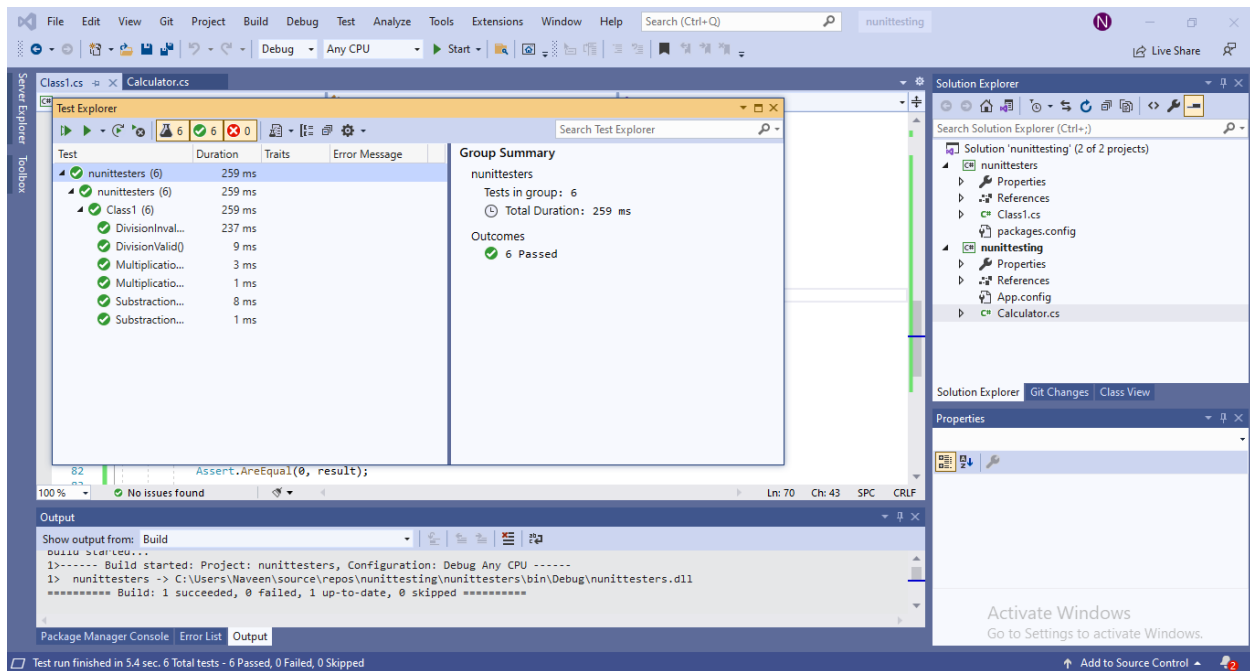 File Edit View Git Project Build Debug Test Analyze Tools Extensions Window Help Search (Ctrl+Q) nunittesting N
Debug Any CPU Start Live Share
Server Explorer
Toolbox
Class1.cs Calculator.cs
Test Explorer
6 6 0 Search Test Explorer
Test Duration Traits Error Message
nunittesters (6) 259 ms
nunittesters (6) 259 ms
Class1 (6) 259 ms
DivisionInval... 237 ms
DivisionValid() 9 ms
Multiplicatio... 3 ms
Multiplicatio... 1 ms
Substraction... 8 ms
Substraction... 1 ms
Group Summary
nunittesters
Tests in group: 6
Total Duration: 259 ms
Outcomes
6 Passed
82 Assert.AreEqual(0, result);
100 % No issues found Ln: 70 Ch: 43 SPC CRLF
Output
Show output from: Build
Build started...
1>------ Build started: Project: nunittesters, Configuration: Debug Any CPU ------
1> nunittesters -> C:\Users\Naveen\source\repos\nunittesting\nunittesters\bin\Debug\nunittesters.dll
========== Build: 1 succeeded, 0 failed, 1 up-to-date, 0 skipped ==========
Package Manager Console Error List Output
Solution Explorer
Search Solution Explorer (Ctrl+;)
Solution 'nunittesting' (2 of 2 projects)
C# nunittesters
Properties
References
C# Class1.cs
packages.config
C# nunittesting
Properties
References
App.config
C# Calculator.cs
Solution Explorer Git Changes Class View
Properties
Activate Windows
Go to Settings to activate Windows.
Test run finished in 5.4 sec. 6 Total tests - 6 Passed, 0 Failed, 0 Skipped Add to Source Control 2